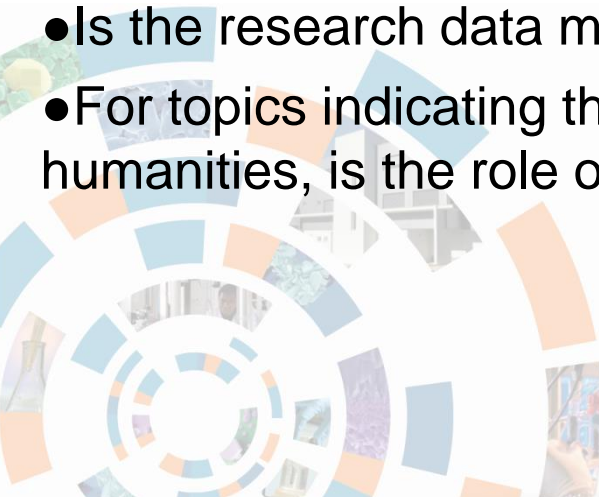 ●Is the research data m
●For topics indicating th
humanities, is the role o